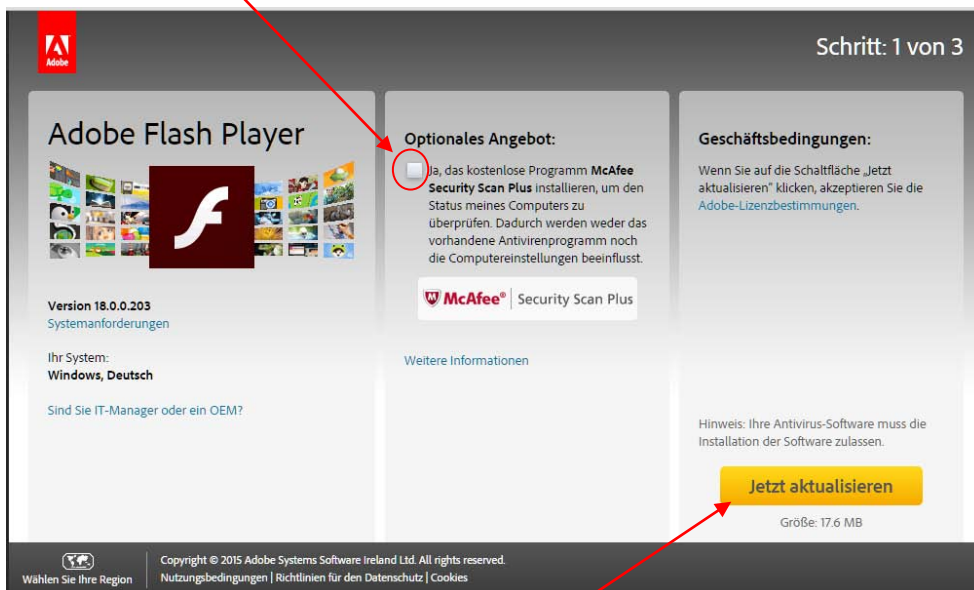 Adobe
Schritt: 1 von 3
Adobe Flash Player
Version 18.0.0.203
Systemanforderungen
Ihr System:
Windows, Deutsch
Sind Sie IT-Manager oder ein OEM?
Optionales Angebot:
Ja, das kostenlose Programm McAfee
Security Scan Plus installieren, um den
Status meines Computers zu
überprüfen. Dadurch werden weder das
vorhandene Antivirenprogramm noch
die Computereinstellungen beeinflusst.
McAfee® Security Scan Plus
Weitere Informationen
Geschäftsbedingungen:
Wenn Sie auf die Schaltfläche „Jetzt
aktualisieren" klicken, akzeptieren Sie die
Adobe-Lizenzbestimmungen.
Hinweis: Ihre Antivirus-Software muss die
Installation der Software zulassen.
Jetzt aktualisieren
Größe: 17.6 MB
Wählen Sie Ihre Region
Copyright © 2015 Adobe Systems Software Ireland Ltd. All rights reserved.
Nutzungsbedingungen | Richtlinien für den Datenschutz | Cookies